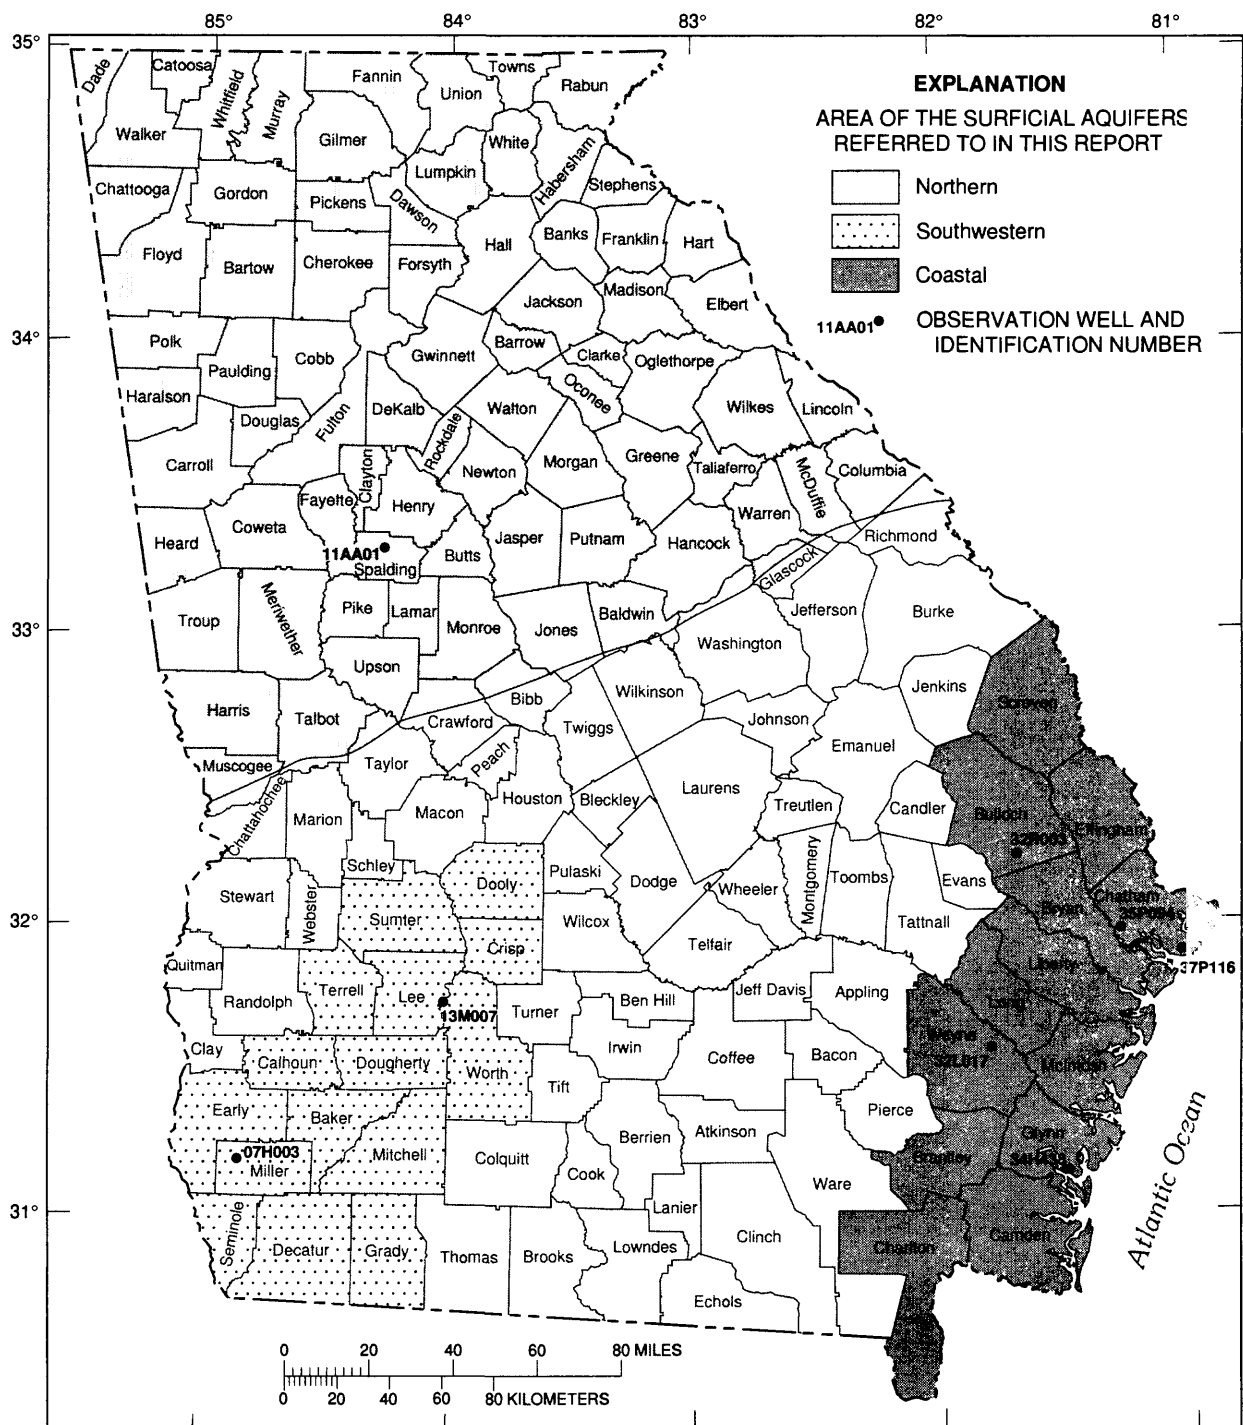 85° 84° 83° 82° 81°
35°
34°
33°
32°
31°
EXPLANATION
AREA OF THE SURFICIAL AQUIFERS
REFERRED TO IN THIS REPORT
Northern
Southwestern
Coastal
11AA01 OBSERVATION WELL AND
IDENTIFICATION NUMBER
Dade
Catoosa
Whitfield
Murray
Fannin
Union
Towns
Rabun
Walker
Gilmer
White
Habersham
Lumpkin
Stephens
Chattooga
Gordon
Pickens
Dawson
Floyd
Bartow
Cherokee
Forsyth
Hall
Banks
Franklin
Hart
Jackson
Madison
Elbert
Polk
Paulding
Cobb
Gwinnett
Barrow
Clarke
Oglethorpe
Oconee
Haralson
Douglas
Fulton
DeKalb
Rockdale
Walton
Wilkes
Lincoln
Carroll
Clayton
Newton
Morgan
Greene
Taliaferro
McDuffie
Columbia
Fayette
Henry
Warren
Heard
Coweta
11AA01
Spalding
Butts
Jasper
Putnam
Hancock
Glascock
Richmond
Troup
Meriwether
Pike
Lamar
Monroe
Jones
Baldwin
Washington
Jefferson
Burke
Upson
Harris
Talbot
Crawford
Bibb
Wilkinson
Twiggs
Johnson
Jenkins
Screven
Muscogee
Chattahochee
Taylor
Peach
Houston
Bleckley
Laurens
Emanuel
Treutlen
Candler
Bulloch
Effingham
Marion
Macon
Schley
Dooly
Pulaski
Dodge
Wheeler
Montgomery
Toombs
Evans
Tattnall
Bryan
Chatham
Stewart
Webster
Sumter
Crisp
Wilcox
Telfair
37P116
Quitman
Randolph
Terrell
Lee
13M007
Turner
Ben Hill
Jeff Davis
Appling
Liberty
Long
Clay
Calhoun
Dougherty
Worth
Tift
Irwin
Coffee
Bacon
Wayne
32L017
McIntosh
Early
Baker
Mitchell
07H003
Miller
Colquitt
Cook
Berrien
Atkinson
Pierce
Ware
Brantley
Glynn
Seminole
Decatur
Grady
Thomas
Brooks
Lanier
Lowndes
Clinch
Echols
Charlton
Camden
Atlantic Ocean
0 20 40 60 80 MILES
0 20 40 60 80 KILOMETERS